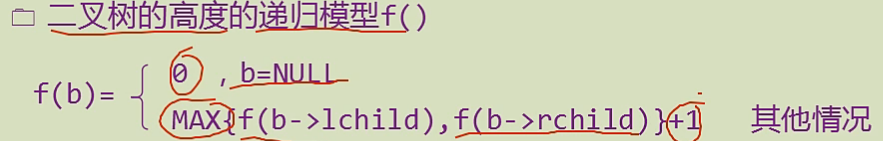 二叉树的高度的递归模型f()
0 ,b=NULL
f(b)=
MAX{f(b->lchild),f(b->rchild)}+1 其他情况